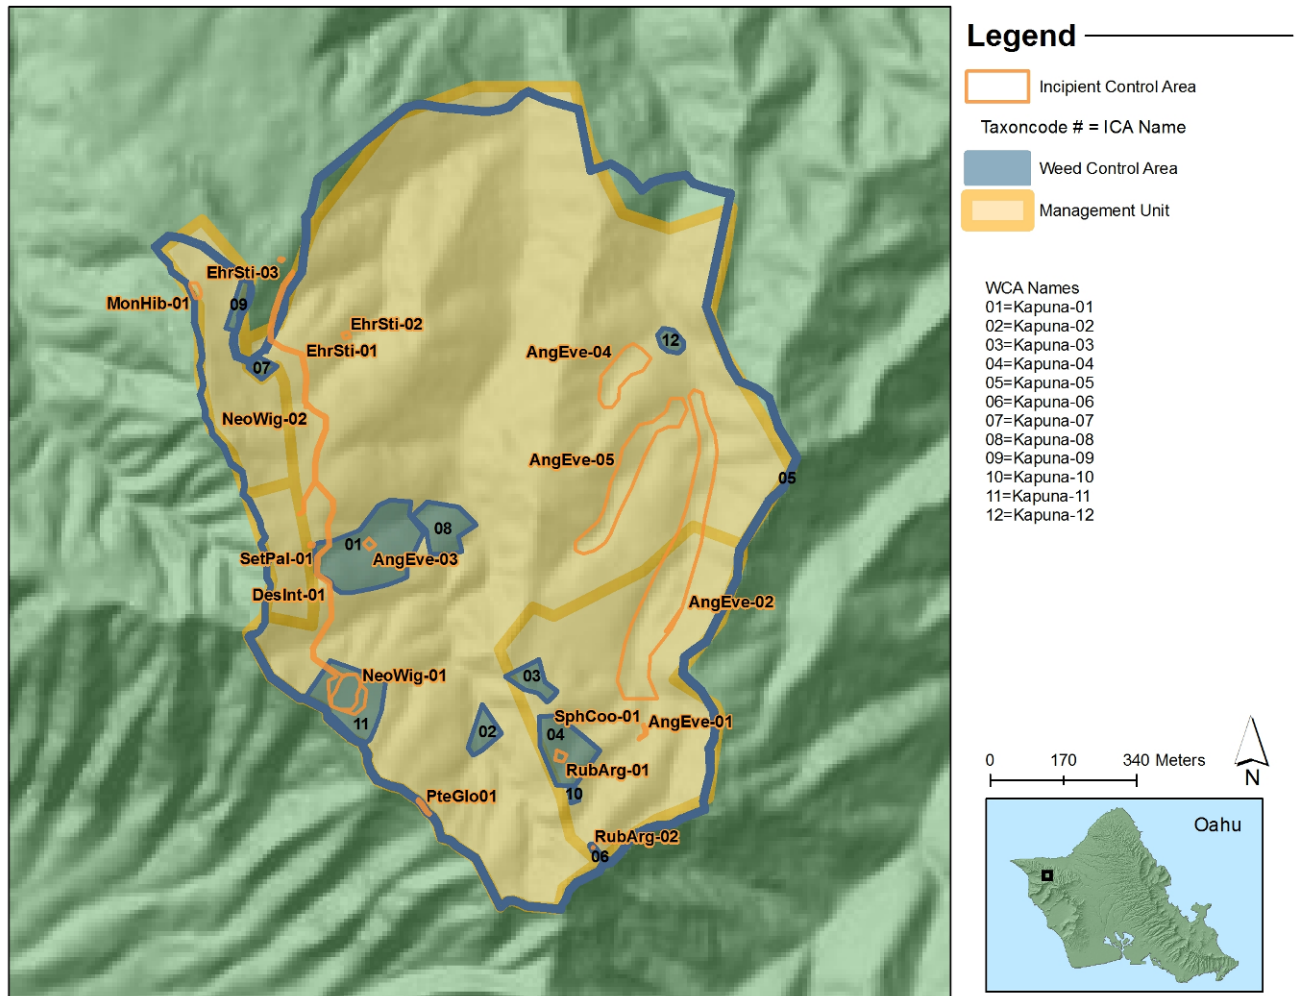 Legend
Incipient Control Area
Taxoncode # = ICA Name
Weed Control Area
Management Unit
WCA Names
01=Kapuna-01
02=Kapuna-02
03=Kapuna-03
04=Kapuna-04
05=Kapuna-05
06=Kapuna-06
07=Kapuna-07
08=Kapuna-08
09=Kapuna-09
10=Kapuna-10
11=Kapuna-11
12=Kapuna-12
EhrSti-03
MonHib-01
09
EhrSti-02
EhrSti-01
07
12
AngEve-04
NeoWig-02
AngEve-05
05
08
01
SetPal-01
AngEve-03
DesInt-01
AngEve-02
NeoWig-01
03
11
02
SphCoo-01
AngEve-01
04
RubArg-01
10
PteGlo01
RubArg-02
06
0 170 340 Meters
N
Oahu